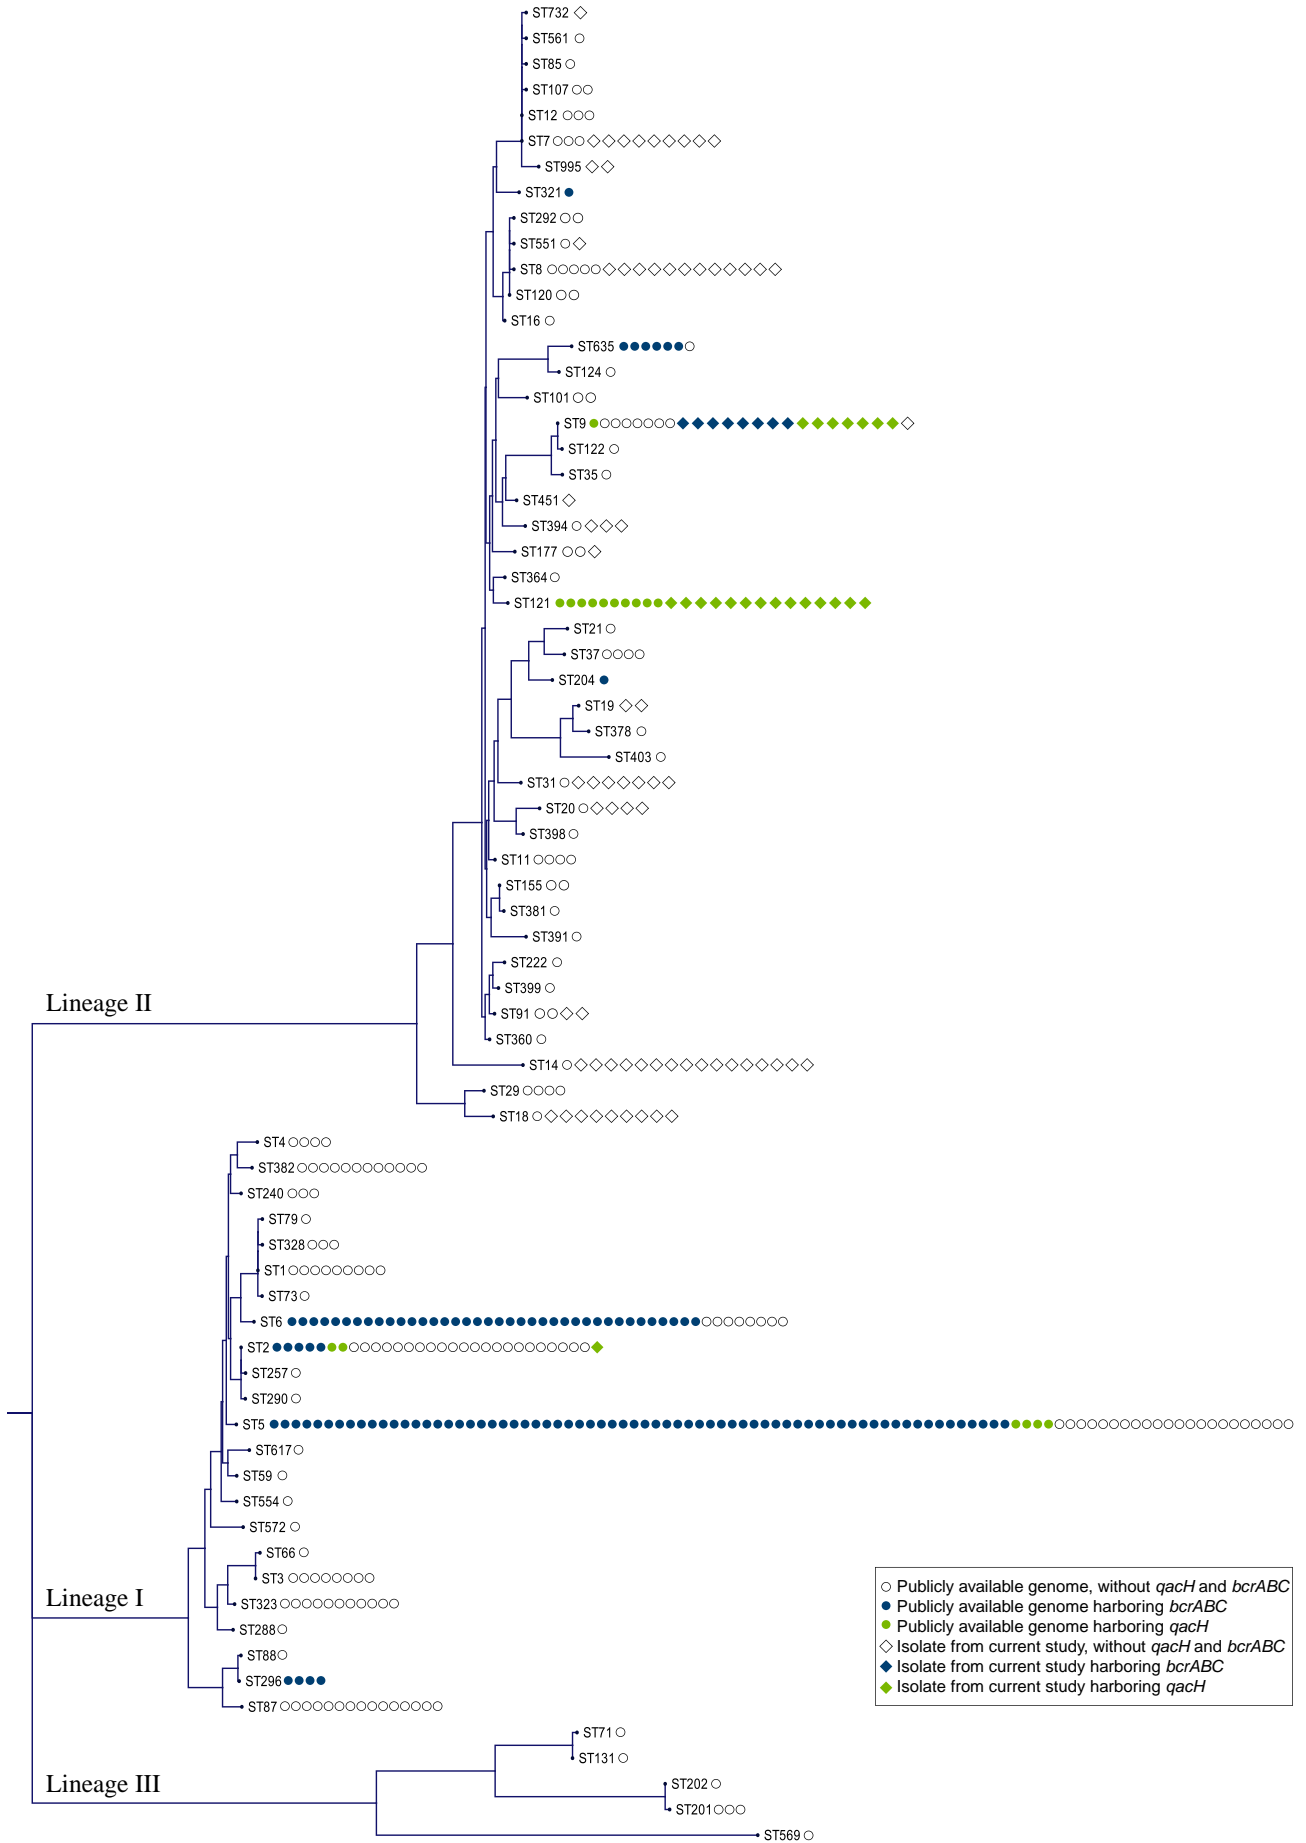 ST732
ST561
ST85
ST107
ST12
ST7
ST995
ST321
ST292
ST551
ST8
ST120
ST16
ST635
ST124
ST101
ST9
ST122
ST35
ST451
ST394
ST177
ST364
ST121
ST21
ST37
ST204
ST19
ST378
ST403
ST31
ST20
ST398
ST11
ST155
ST381
ST391
ST222
ST399
Lineage II
ST91
ST360
ST14
ST29
ST18
ST4
ST382
ST240
ST79
ST328
ST1
ST73
ST6
ST2
ST257
ST290
ST5
ST617
ST59
ST554
ST572
ST66
ST3
Lineage I
ST323
ST288
ST88
ST296
ST87
Publicly available genome, without qacH and bcrABC
Publicly available genome harboring bcrABC
Publicly available genome harboring qacH
Isolate from current study, without qacH and bcrABC
Isolate from current study harboring bcrABC
Isolate from current study harboring qacH
ST71
ST131
Lineage III
ST202
ST201
ST569